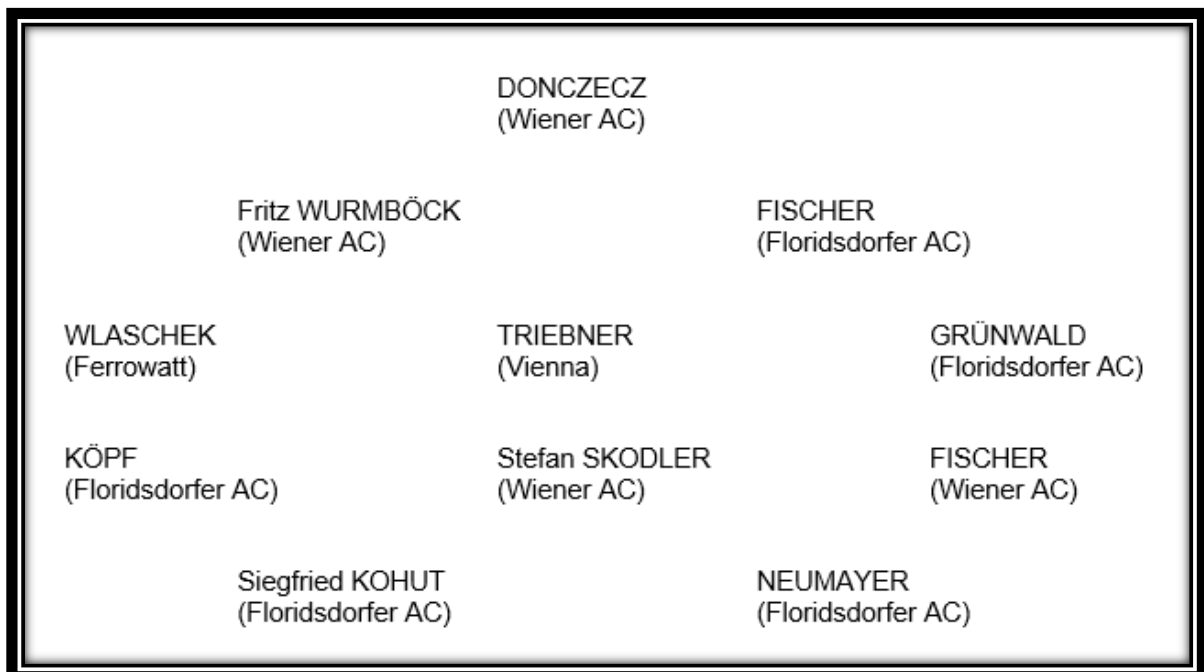 DONCZECZ
(Wiener AC)
Fritz WURMBÖCK
(Wiener AC)
FISCHER
(Floridsdorfer AC)
WLASCHEK
(Ferrowatt)
TRIEBNER
(Vienna)
GRÜNWALD
(Floridsdorfer AC)
KÖPF
(Floridsdorfer AC)
Stefan SKODLER
(Wiener AC)
FISCHER
(Wiener AC)
Siegfried KOHUT
(Floridsdorfer AC)
NEUMAYER
(Floridsdorfer AC)